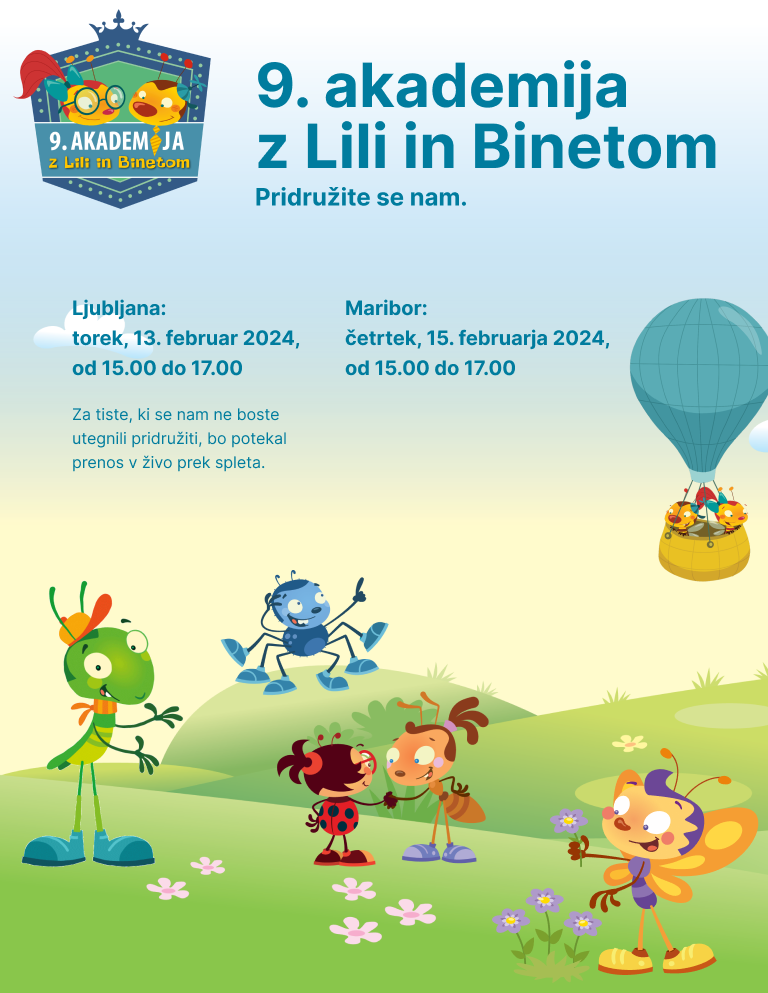 9. AKADEMIJA
z Lili in Binetom
9. akademija
z Lili in Binetom
Pridružite se nam.
Ljubljana:
torek, 13. februar 2024,
od 15.00 do 17.00
Za tiste, ki se nam ne boste
utegnili pridružiti, bo potekal
prenos v živo prek spleta.
Maribor:
četrtek, 15. februarja 2024,
od 15.00 do 17.00